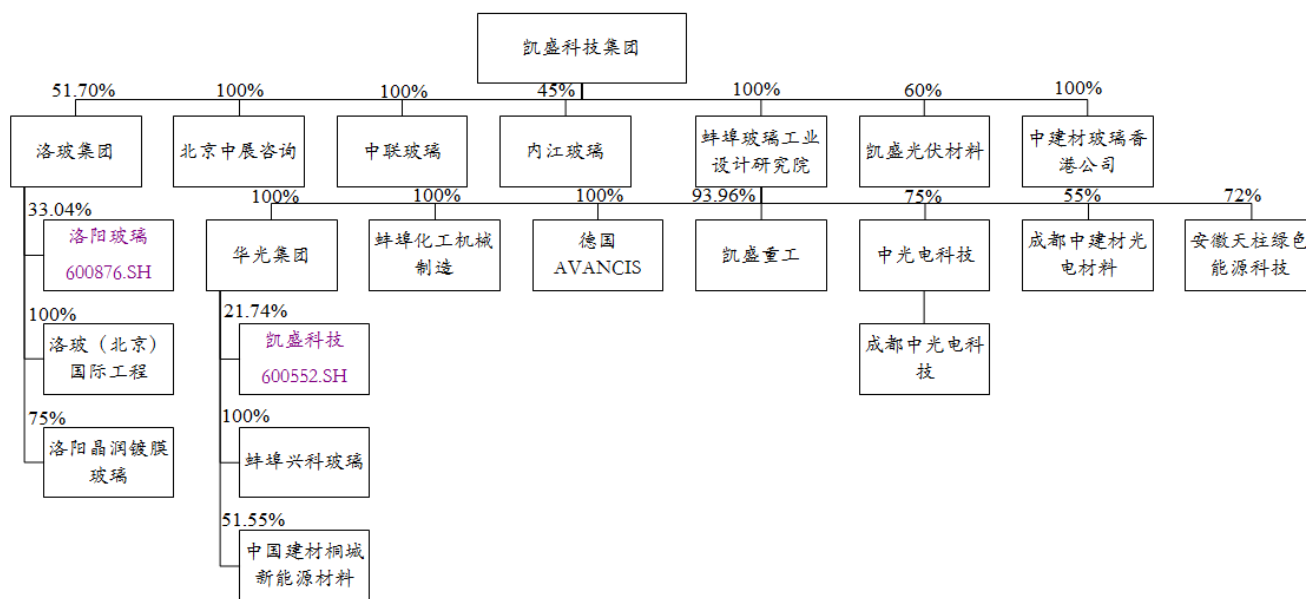 凯盛科技集团
51.70%
100%
100%
45%
100%
60%
100%
洛玻集团
北京中展咨询
中联玻璃
内江玻璃
蚌埠玻璃工业
设计研究院
凯盛光伏材料
中建材玻璃香
港公司
33.04%
100%
100%
100%
93.96%
75%
55%
72%
洛阳玻璃
600876.SH
华光集团
蚌埠化工机械
制造
德国
AVANCIS
凯盛重工
中光电科技
成都中建材光
电材料
安徽天柱绿色
能源科技
100%
21.74%
洛玻（北京）
国际工程
凯盛科技
600552.SH
成都中光电科
技
75%
100%
洛阳晶润镀膜
玻璃
蚌埠兴科玻璃
51.55%
中国建材桐城
新能源材料